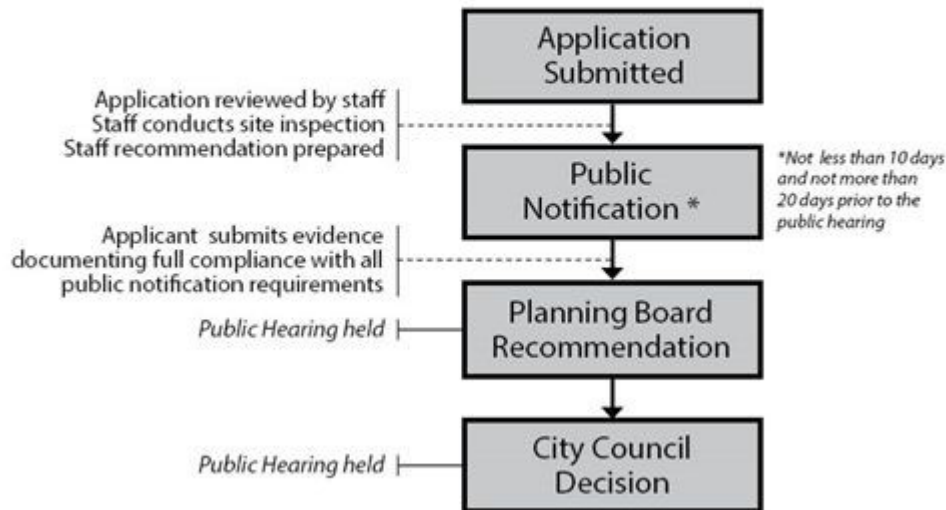 Application
Submitted
Application reviewed by staff
Staff conducts site inspection
Staff recommendation prepared
Public
Notification *
*Not less than 10 days
and not more than
20 days prior to the
public hearing
Applicant submits evidence
documenting full compliance with all
public notification requirements
Planning Board
Recommendation
Public Hearing held
City Council
Decision
Public Hearing held